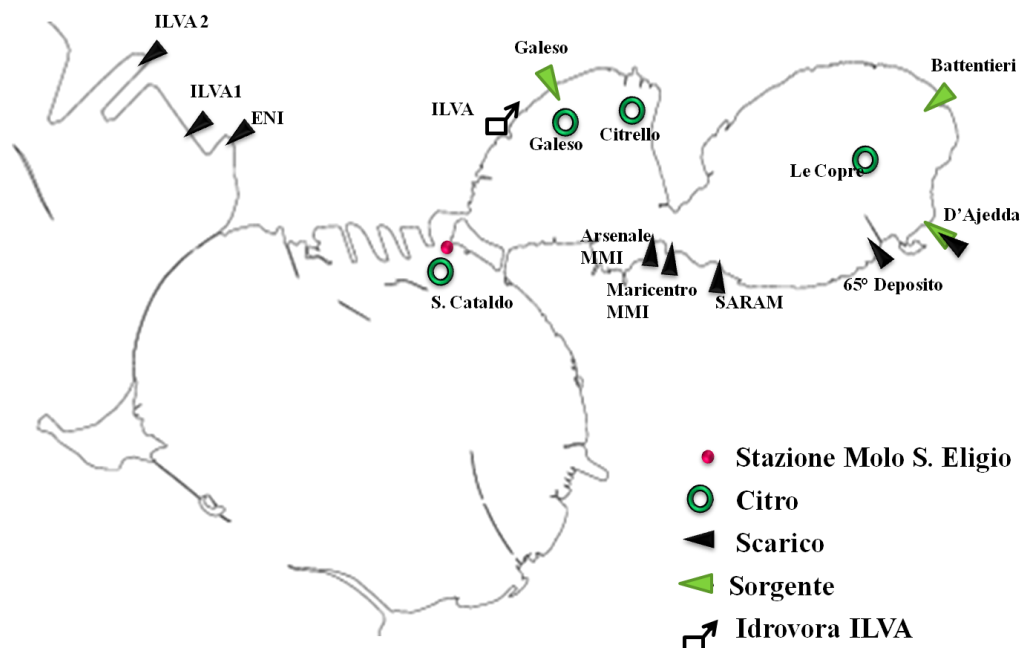 ILVA 2
ILVA1
ENI
ILVA
Galeso
Galeso
Citrello
Battentieri
Le Copre
D'Ajedda
Arsenale
MMI
Maricentro
MMI
SARAM
65° Deposito
S. Cataldo
Stazione Molo S. Eligio
Citro
Scarico
Sorgente
Idrovora ILVA